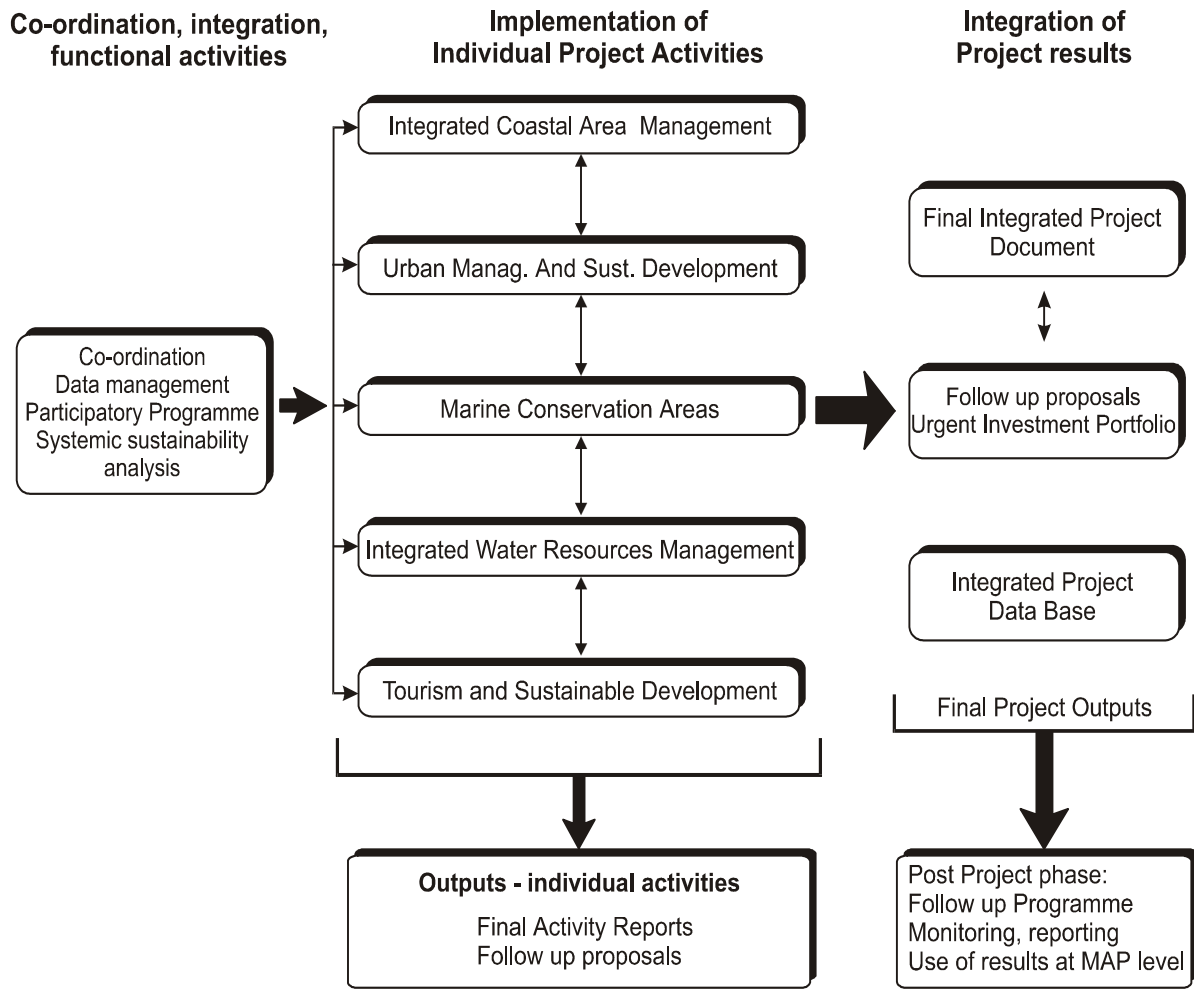 Co-ordination, integration,
functional activities
Implementation of
Individual Project Activities
Integration of
Project results
Co-ordination
Data management
Participatory Programme
Systemic sustainability
analysis
Integrated Coastal Area Management
Urban Manag. And Sust. Development
Marine Conservation Areas
Integrated Water Resources Management
Tourism and Sustainable Development
Outputs - individual activities
Final Activity Reports
Follow up proposals
Final Integrated Project
Document
Follow up proposals
Urgent Investment Portfolio
Integrated Project
Data Base
Final Project Outputs
Post Project phase:
Follow up Programme
Monitoring, reporting
Use of results at MAP level